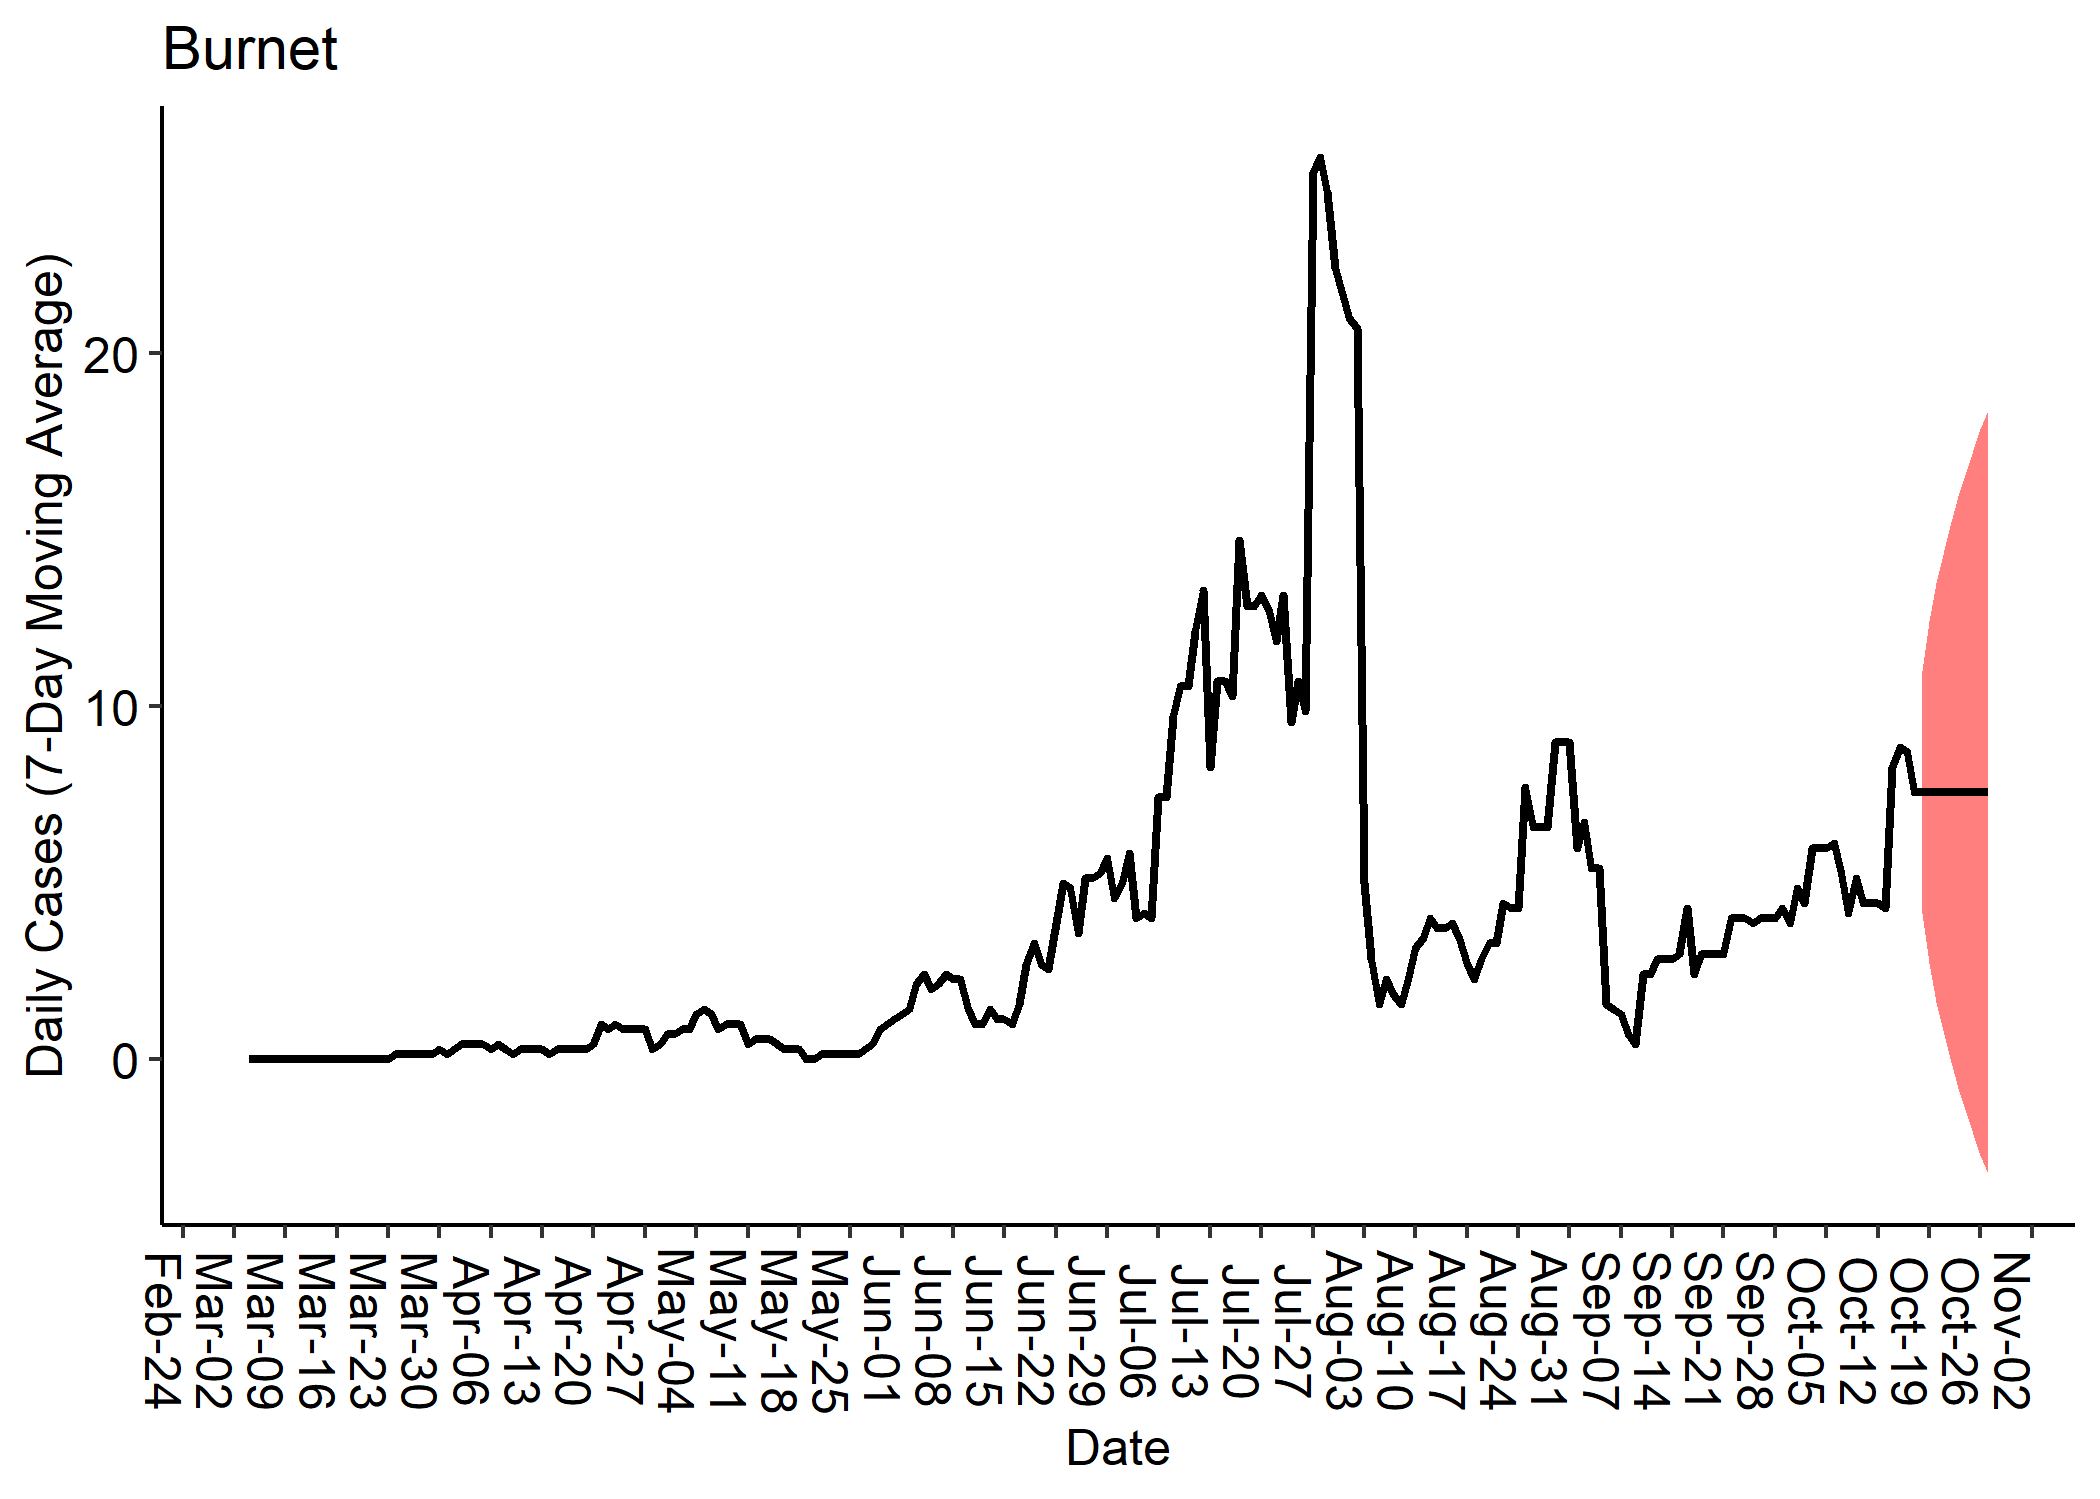 Burnet
Daily Cases (7-Day Moving Average)
20
10
0
Feb-24
Mar-02
Mar-09
Mar-16
Mar-23
Mar-30
Apr-06
Apr-13
Apr-20
Apr-27
May-04
May-11
May-18
May-25
Jun-01
Jun-08
Jun-15
Jun-22
Jun-29
Jul-06
Jul-13
Jul-20
Jul-27
Aug-03
Aug-10
Aug-17
Aug-24
Aug-31
Sep-07
Sep-14
Sep-21
Sep-28
Oct-05
Oct-12
Oct-19
Oct-26
Nov-02
Date